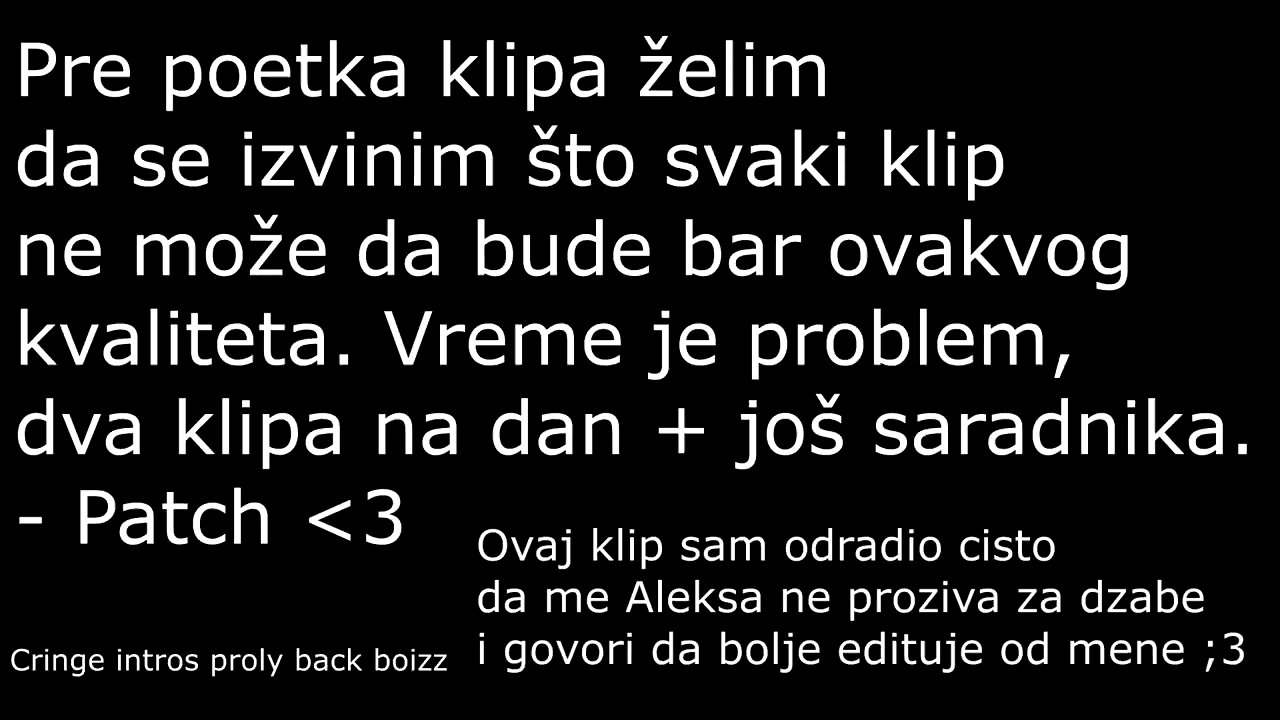 Pre poetka klipa želim
da se izvinim što svaki klip
ne može da bude bar ovakvog
kvaliteta. Vreme je problem,
dva klipa na dan + još saradnika.
- Patch <3
Ovaj klip sam odradio cisto
da me Aleksa ne proziva za dzabe
i govori da bolje edituje od mene ;3
Cringe intros proly back boizz